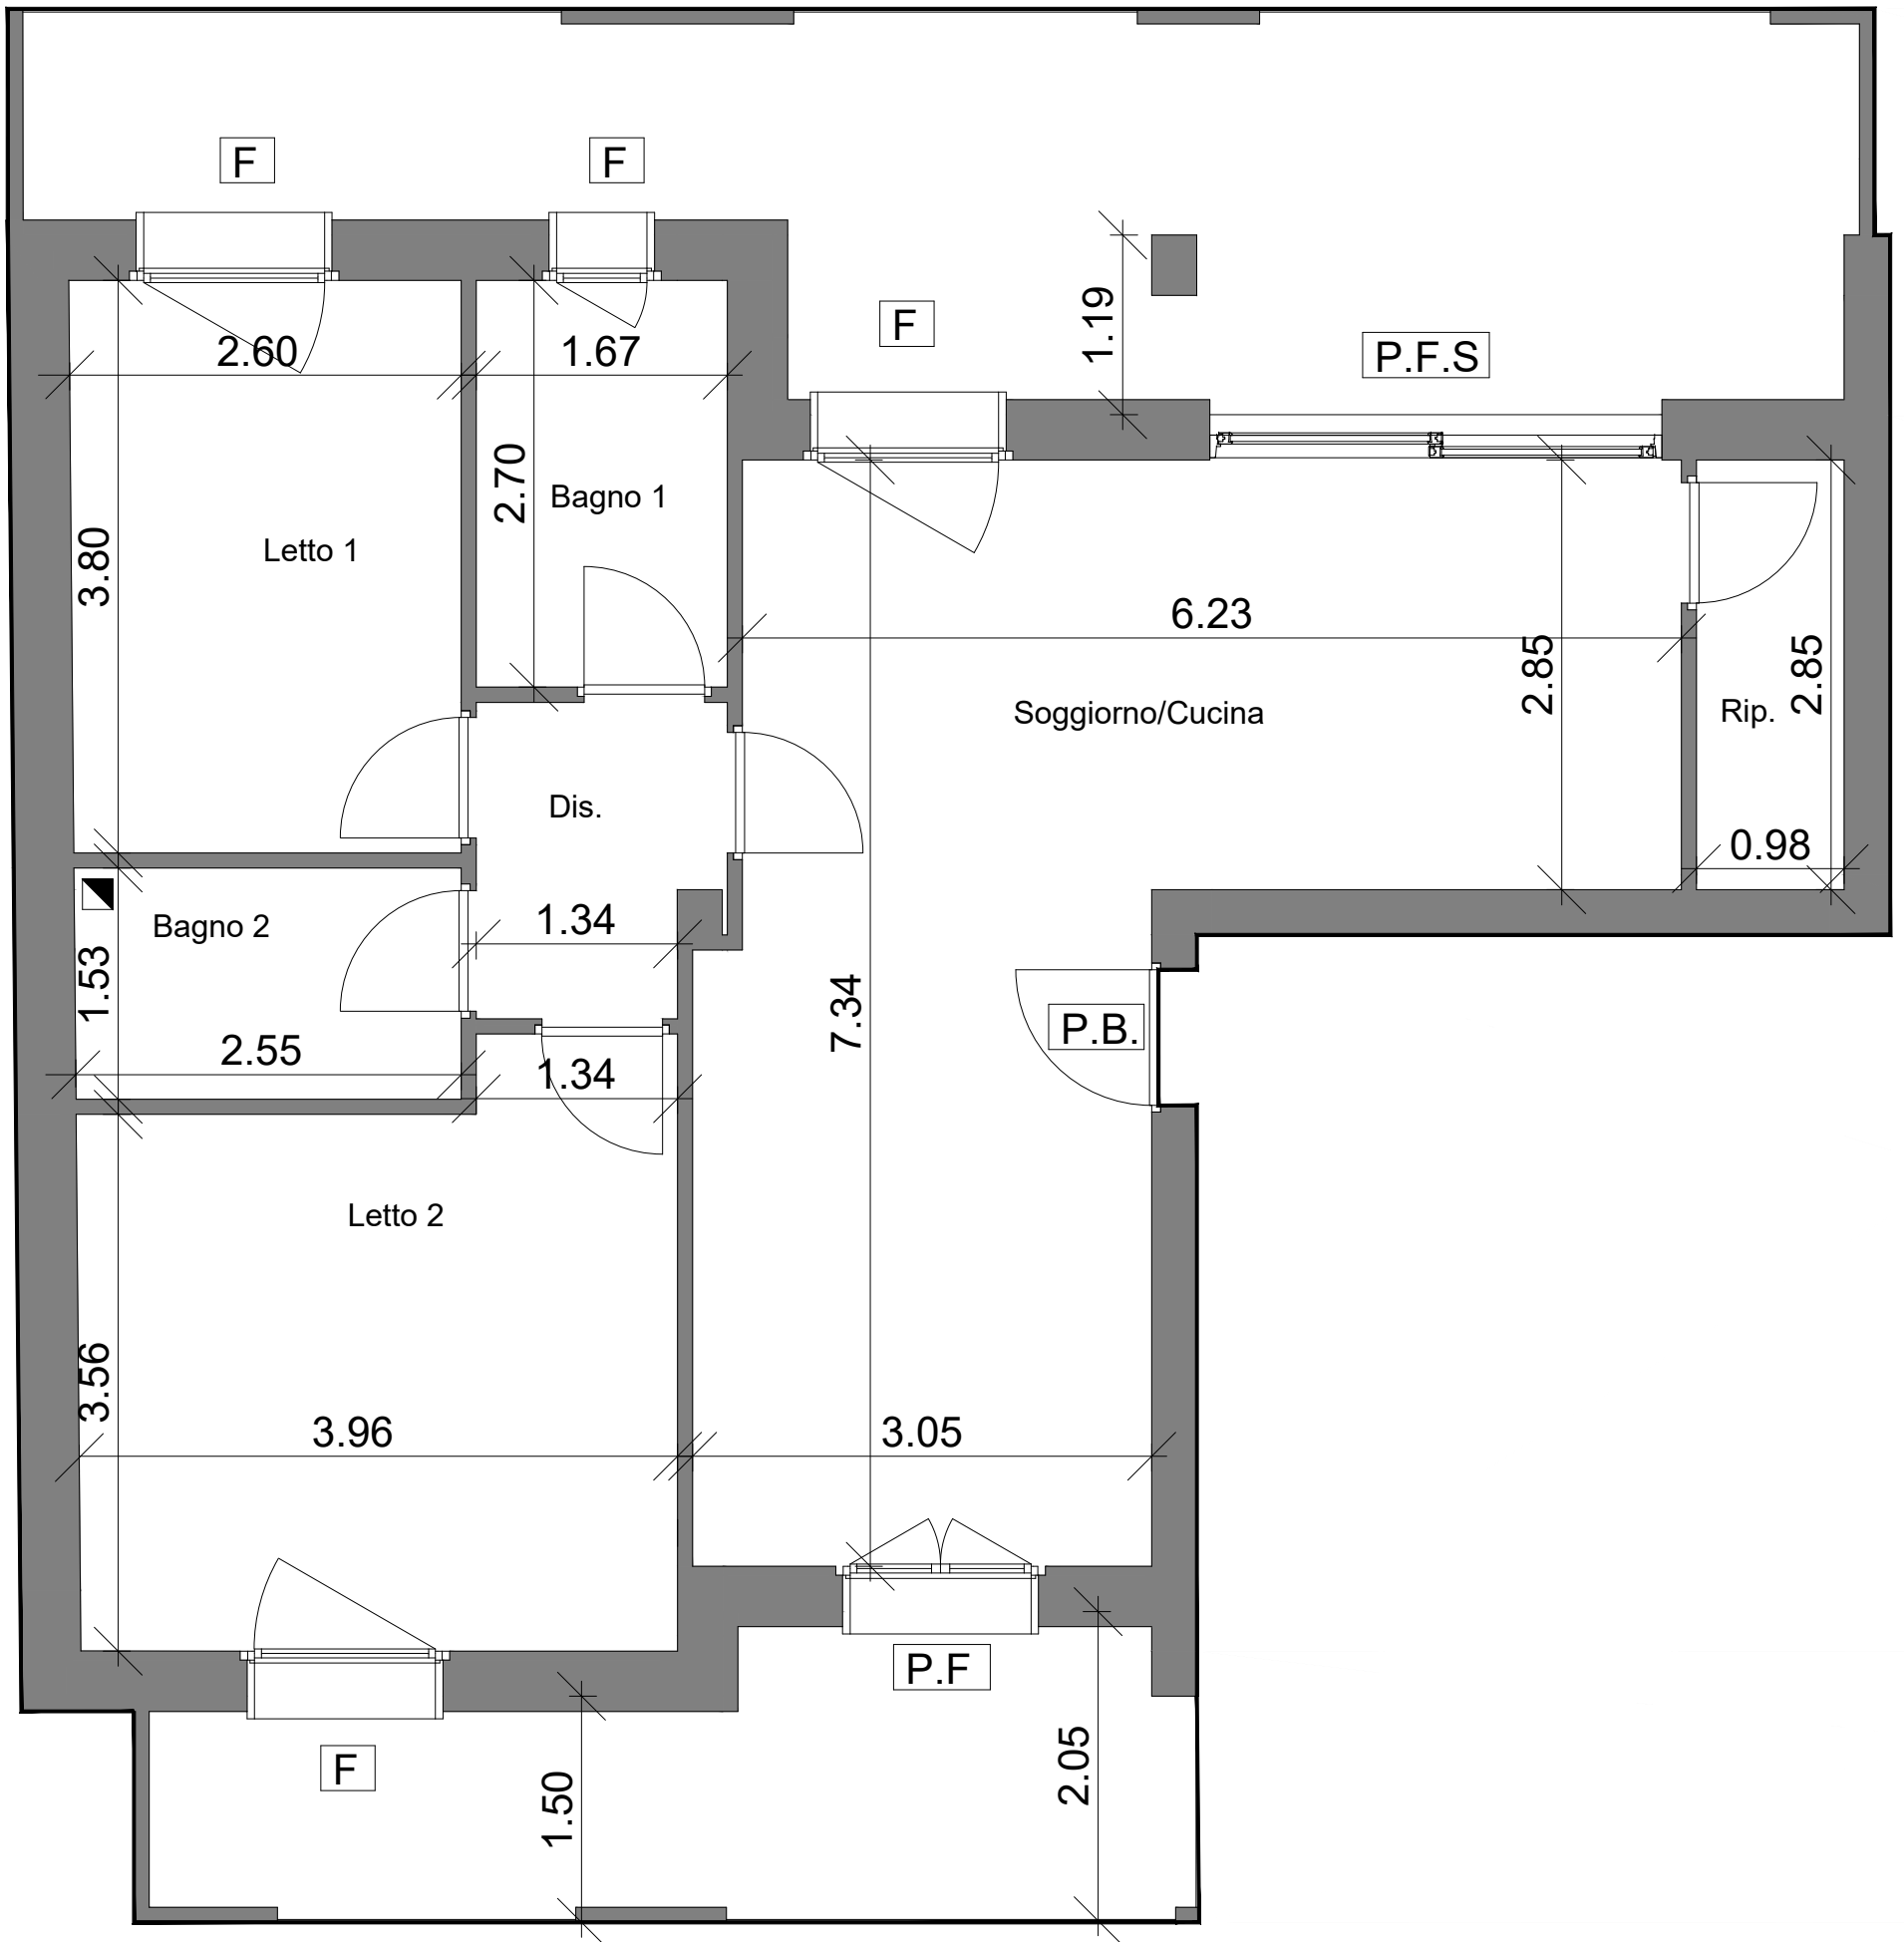 F
F
F
P.F.S
1.19
2.60
1.67
2.70
Bagno 1
Letto 1
3.80
6.23
2.85
2.85
Soggiorno/Cucina
Rip.
Dis.
0.98
Bagno 2
1.34
1.53
7.34
P.B.
2.55
1.34
Letto 2
3.56
3.96
3.05
P.F
F
1.50
2.05